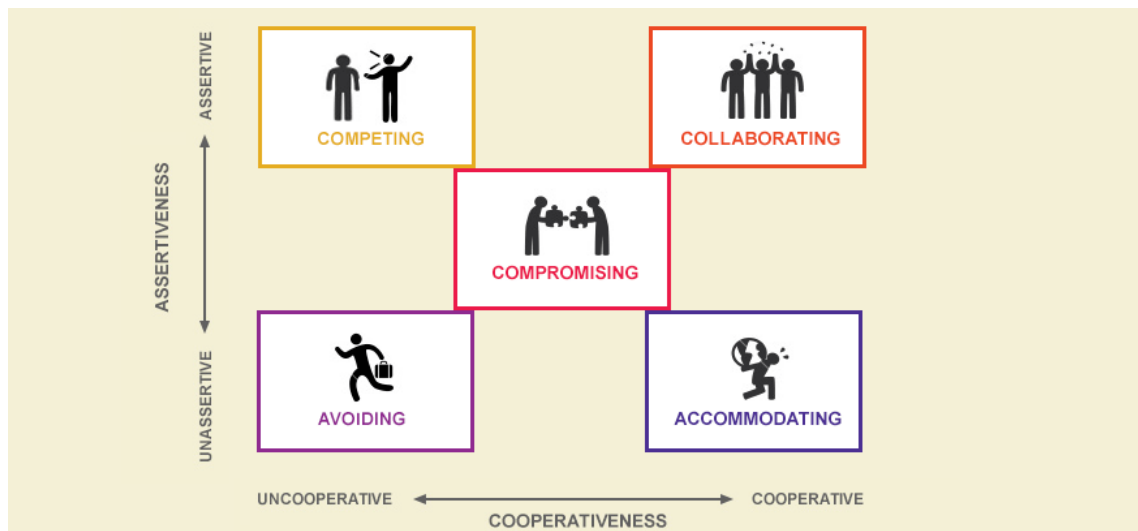 ASSERTIVE
COMPETING
COLLABORATING
ASSERTIVENESS
COMPROMISING
UNASSERTIVE
AVOIDING
ACCOMMODATING
UNCOOPERATIVE
COOPERATIVE
COOPERATIVENESS